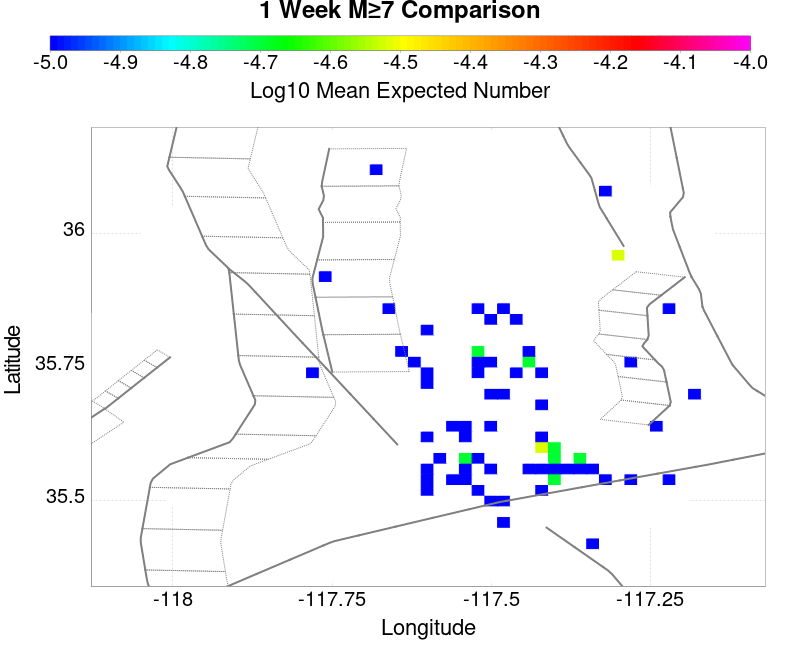 1 Week M≥7 Comparison
-5.0 -4.9 -4.8 -4.7 -4.6 -4.5 -4.4 -4.3 -4.2 -4.1 -4.0
Log10 Mean Expected Number
36
35.75
35.5
Latitude
-118 -117.75 -117.5 -117.25
Longitude